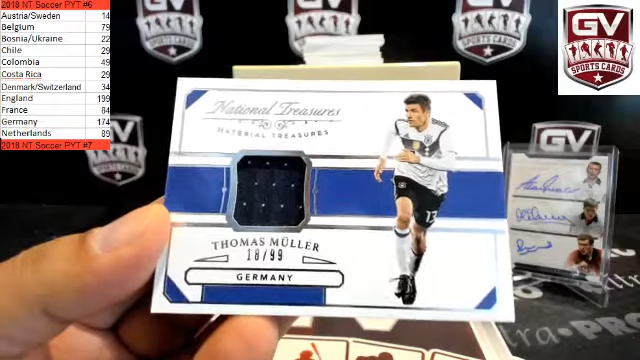 2018 NT Soccer PYT #6
Austria/Sweden 14
Belgium 79
Bosnia/Ukraine 22
Chile 29
Colombia 49
Costa Rica 29
Denmark/Switzerland 34
England 199
France 84
Germany 174
Netherlands 89
2018 NT Soccer PYT #7
GV
SPORTS CARDS
GV
National Treasures
MATERIAL TREASURES
13
THOMAS MÜLLER
18/99
GERMANY